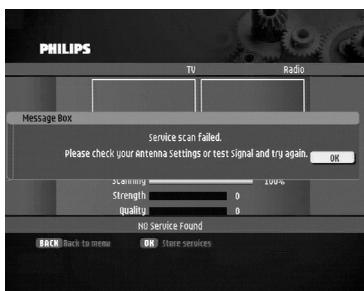 PHILIPS
TV Radio
Message Box
Service scan failed.
Please check your Antenna Settings or test Signal and try again.
OK
Scanning 100%
Strength 0
Quality 0
NO Service Found
BACK Back to menu OK Store services